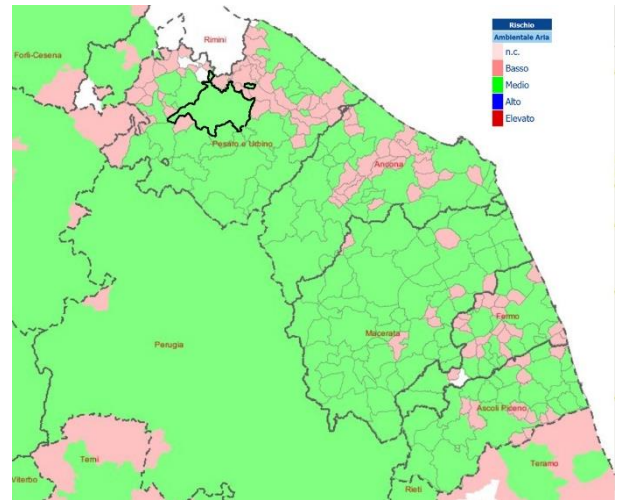 Rischio
Ambientale Aria
n.c.
Basso
Medio
Alto
Elevato
Rimini
Forlì-Cesena
Pesaro e Urbino
Ancona
Macerata
Fermo
Perugia
Ascoli Piceno
Terni
Viterbo
Rieti
Teramo